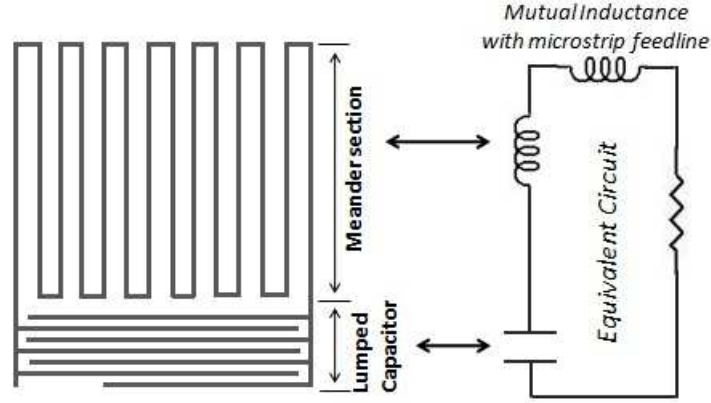 Mutual Inductance
with microstrip feedline
Meander section
Lumped
Capacitor
Equivalent Circuit